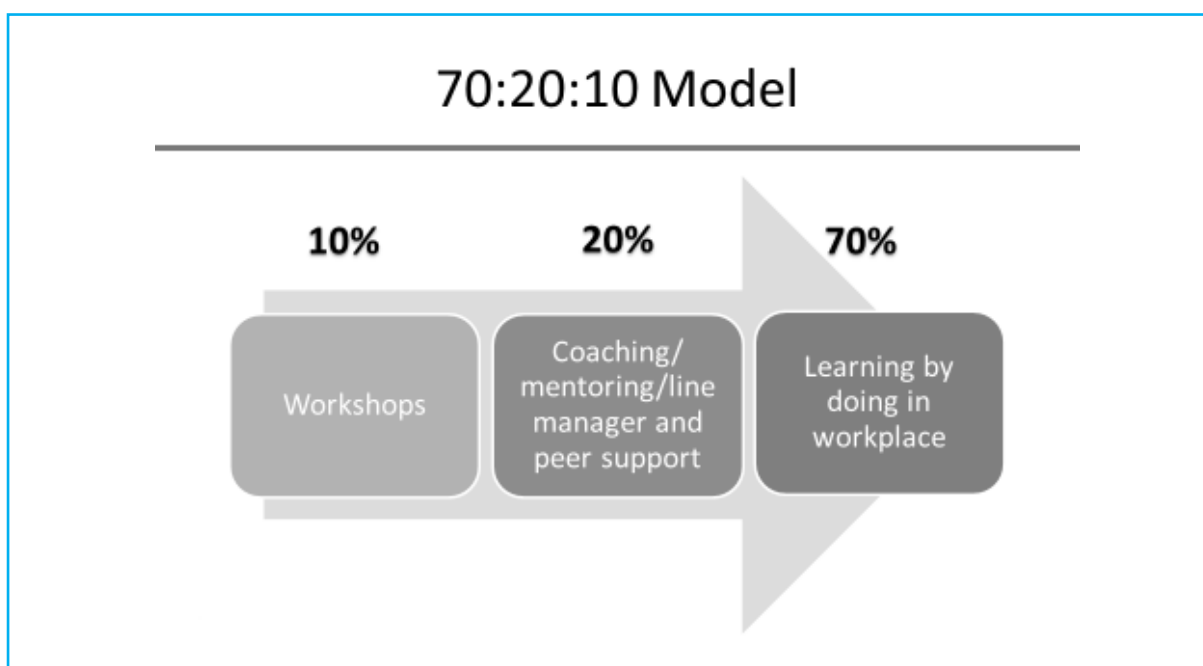 70:20:10 Model
10%
20%
70%
Workshops
Coaching/
mentoring/line
manager and
peer support
Learning by
doing in
workplace